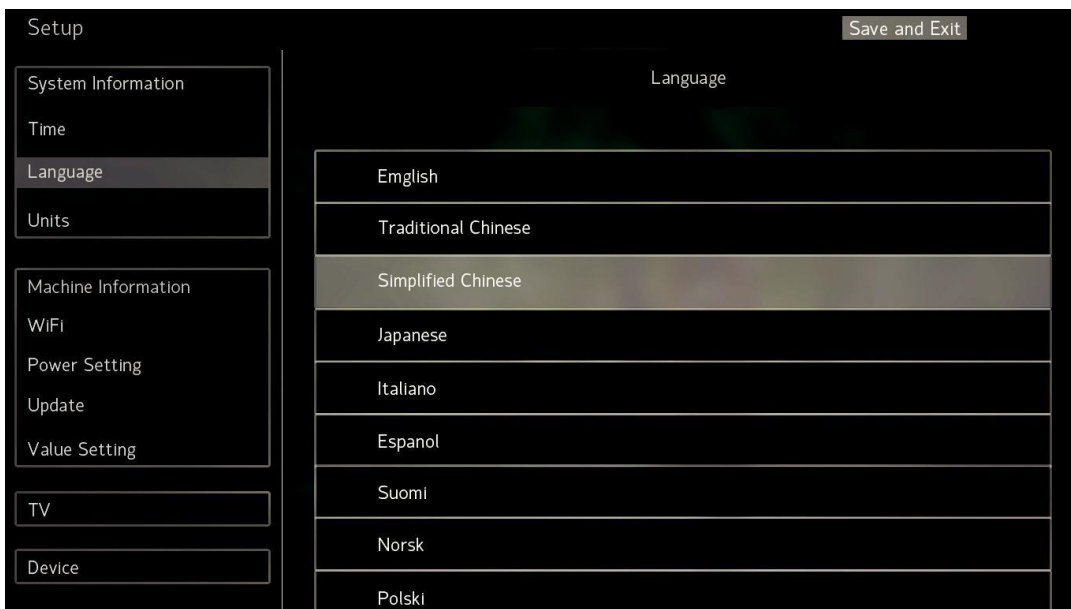 Setup
Save and Exit
System Information
Time
Language
Units
Machine Information
WiFi
Power Setting
Update
Value Setting
TV
Device
Language
Emglish
Traditional Chinese
Simplified Chinese
Japanese
Italiano
Espanol
Suomi
Norsk
Polski